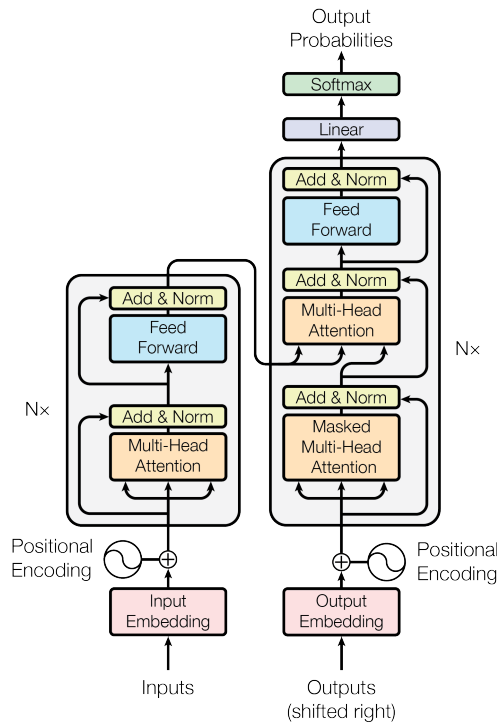 Output
Probabilities
Softmax
Linear
Add & Norm
Feed
Forward
Add & Norm
Multi-Head
Attention
Add & Norm
Masked
Multi-Head
Attention
Nx
Add & Norm
Feed
Forward
Add & Norm
Multi-Head
Attention
N×
Positional
Encoding
Positional
Encoding
Input
Embedding
Output
Embedding
Inputs
Outputs
(shifted right)